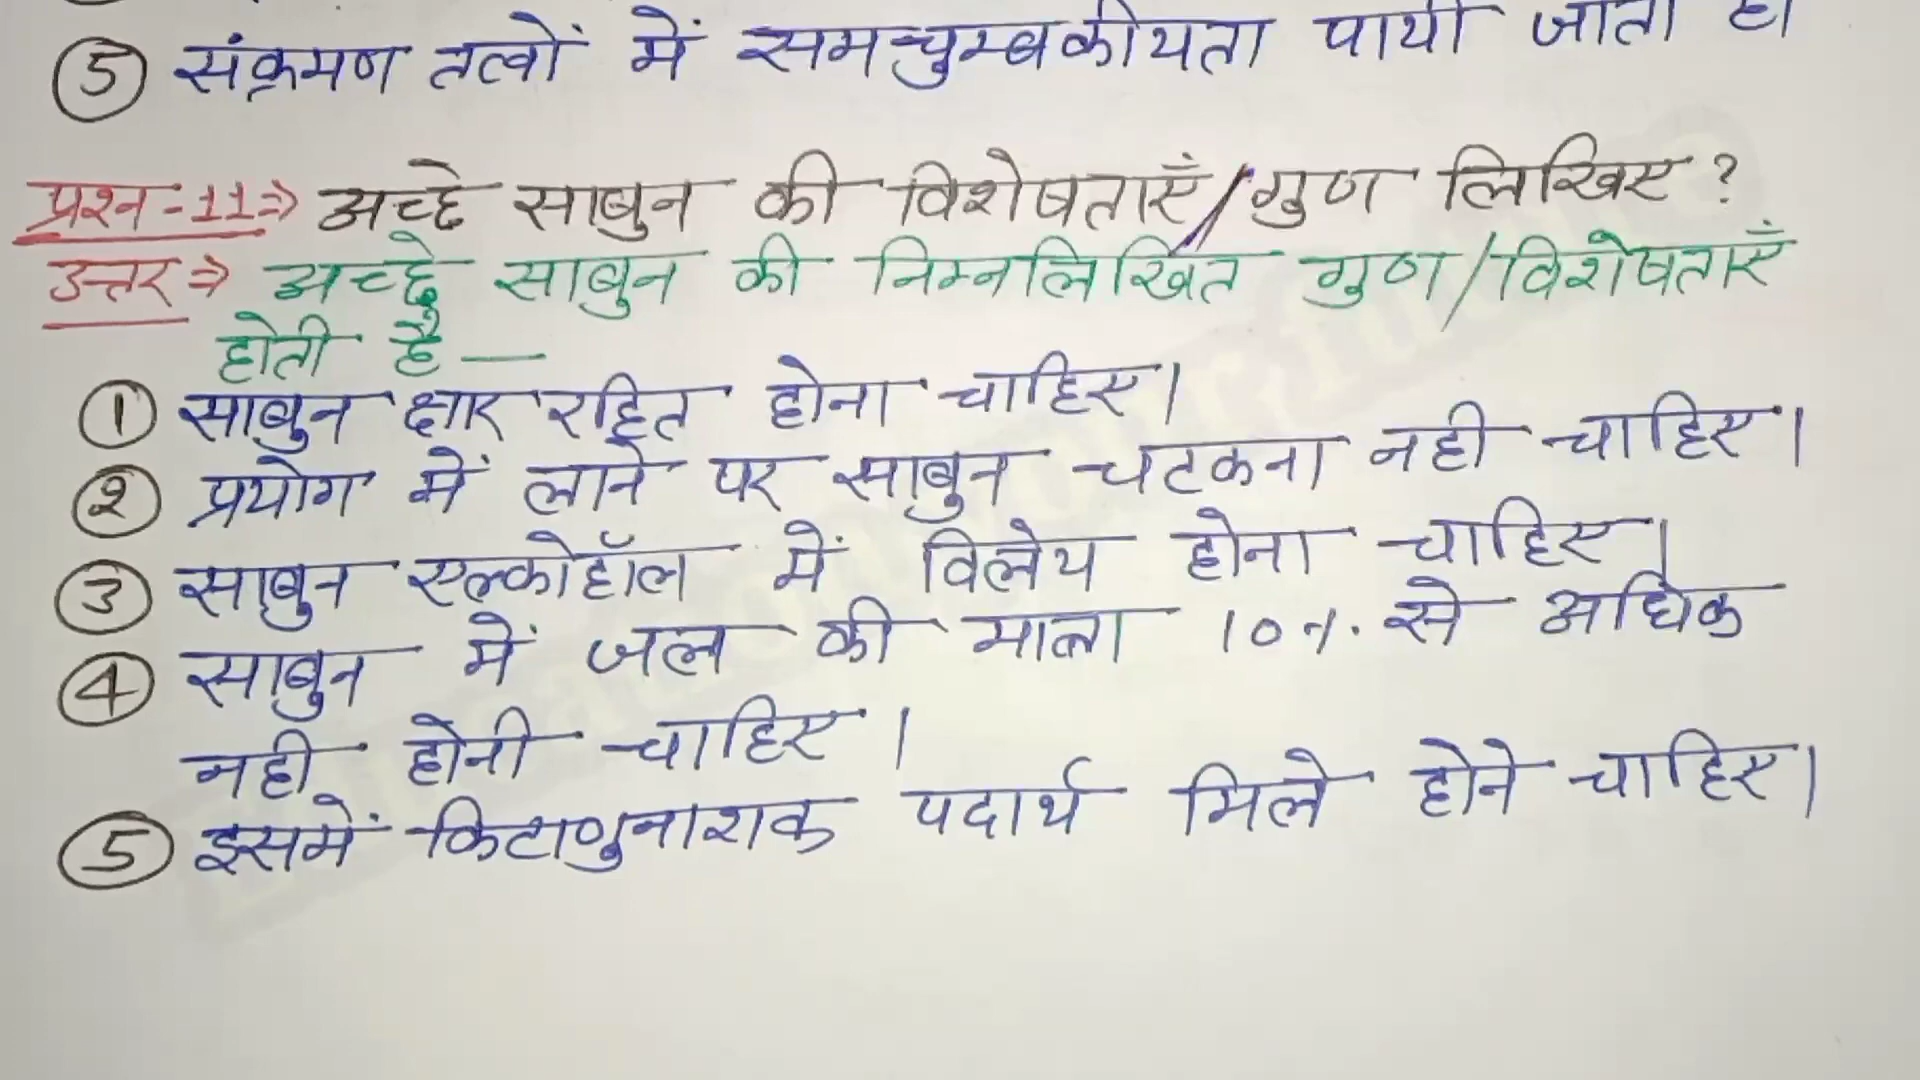 ⑤ संक्रमण तत्वों में समचुम्बकीयता पायी जाती है।
प्रश्न-11⇒ अच्छे साबुन की विशेषताएँ/गुण लिखिए?
उत्तर⇒ अच्छे साबुन की निम्नलिखित गुण/विशेषताएँ
होती है —
① साबुन क्षार रहित होना चाहिए।
② प्रयोग में लाने पर साबुन चटकना नही चाहिए।
③ साबुन एल्कोहॉल में विलेय होना चाहिए।
④ साबुन में जल की मात्रा 10%. से अधिक
नही होनी चाहिए।
⑤ इसमें किटाणुनाशक पदार्थ मिले होने चाहिए।